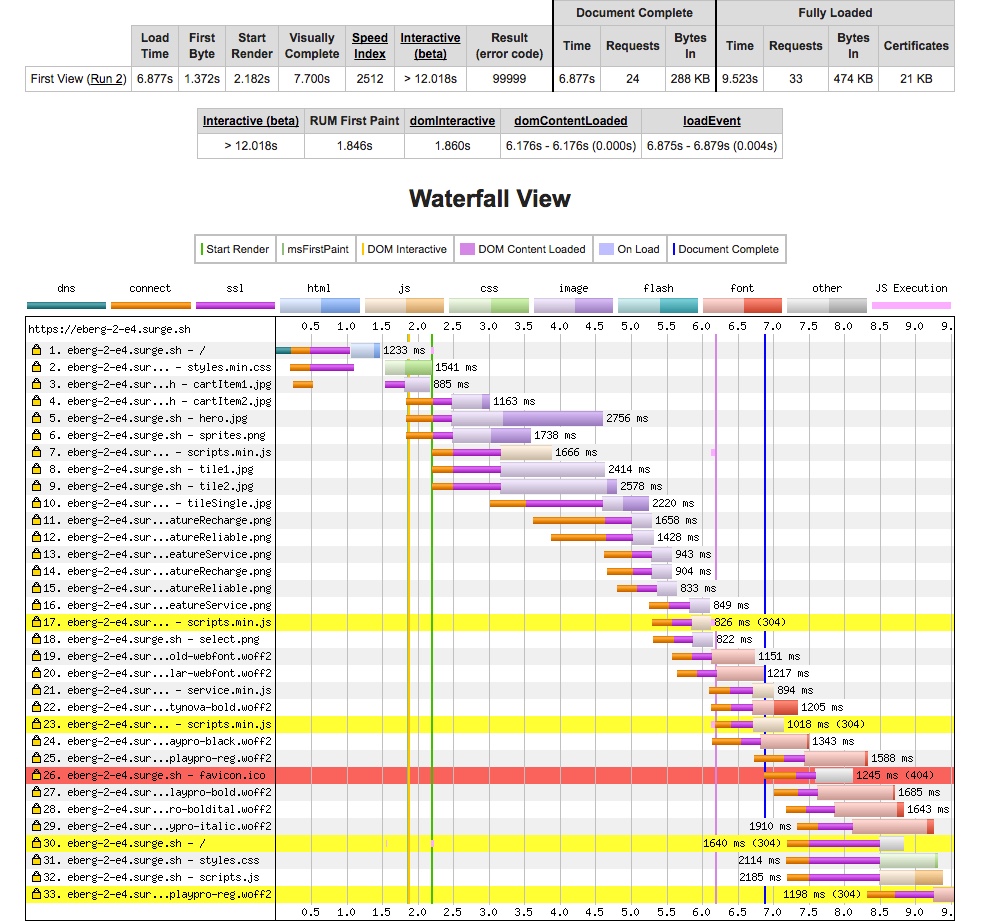 Document Complete Fully Loaded
Load Time First Byte Start Render Visually Complete Speed Index Interactive (beta) Result (error code) Time Requests Bytes In Time Requests Bytes In Certificates
First View (Run 2) 6.877s 1.372s 2.182s 7.700s 2512 > 12.018s 99999 6.877s 24 288 KB 9.523s 33 474 KB 21 KB
Interactive (beta) RUM First Paint domInteractive domContentLoaded loadEvent
> 12.018s 1.846s 1.860s 6.176s - 6.176s (0.000s) 6.875s - 6.879s (0.004s)
Waterfall View
Start Render msFirstPaint DOM Interactive DOM Content Loaded On Load Document Complete
dns connect ssl html js css image flash font other JS Execution
https://eberg-2-e4.surge.sh 0.5 1.0 1.5 2.0 2.5 3.0 3.5 4.0 4.5 5.0 5.5 6.0 6.5 7.0 7.5 8.0 8.5 9.0 9.
1. eberg-2-e4.surge.sh - / 1233 ms
2. eberg-2-e4.sur... - styles.min.css 1541 ms
3. eberg-2-e4.sur...h - cartItem1.jpg 885 ms
4. eberg-2-e4.sur...h - cartItem2.jpg 1163 ms
5. eberg-2-e4.surge.sh - hero.jpg 2756 ms
6. eberg-2-e4.surge.sh - sprites.png 1738 ms
7. eberg-2-e4.sur... - scripts.min.js 1666 ms
8. eberg-2-e4.surge.sh - tile1.jpg 2414 ms
9. eberg-2-e4.surge.sh - tile2.jpg 2578 ms
10. eberg-2-e4.sur... - tileSingle.jpg 2220 ms
11. eberg-2-e4.sur...atureRecharge.png 1658 ms
12. eberg-2-e4.sur...atureReliable.png 1428 ms
13. eberg-2-e4.sur...eatureService.png 943 ms
14. eberg-2-e4.sur...atureRecharge.png 904 ms
15. eberg-2-e4.sur...atureReliable.png 833 ms
16. eberg-2-e4.sur...eatureService.png 849 ms
17. eberg-2-e4.sur... - scripts.min.js 826 ms (304)
18. eberg-2-e4.surge.sh - select.png 822 ms
19. eberg-2-e4.sur...old-webfont.woff2 1151 ms
20. eberg-2-e4.sur...lar-webfont.woff2 1217 ms
21. eberg-2-e4.sur... - service.min.js 894 ms
22. eberg-2-e4.sur...tynova-bold.woff2 1205 ms
23. eberg-2-e4.sur... - scripts.min.js 1018 ms (304)
24. eberg-2-e4.sur...aypro-black.woff2 1343 ms
25. eberg-2-e4.sur...playpro-reg.woff2 1588 ms
26. eberg-2-e4.surge.sh - favicon.ico 1245 ms (404)
27. eberg-2-e4.sur...laypro-bold.woff2 1685 ms
28. eberg-2-e4.sur...ro-boldital.woff2 1643 ms
29. eberg-2-e4.sur...ypro-italic.woff2 1910 ms
30. eberg-2-e4.surge.sh - / 1640 ms (304)
31. eberg-2-e4.surge.sh - styles.css 2114 ms
32. eberg-2-e4.surge.sh - scripts.js 2185 ms
33. eberg-2-e4.sur...playpro-reg.woff2 1198 ms (304)
0.5 1.0 1.5 2.0 2.5 3.0 3.5 4.0 4.5 5.0 5.5 6.0 6.5 7.0 7.5 8.0 8.5 9.0 9.